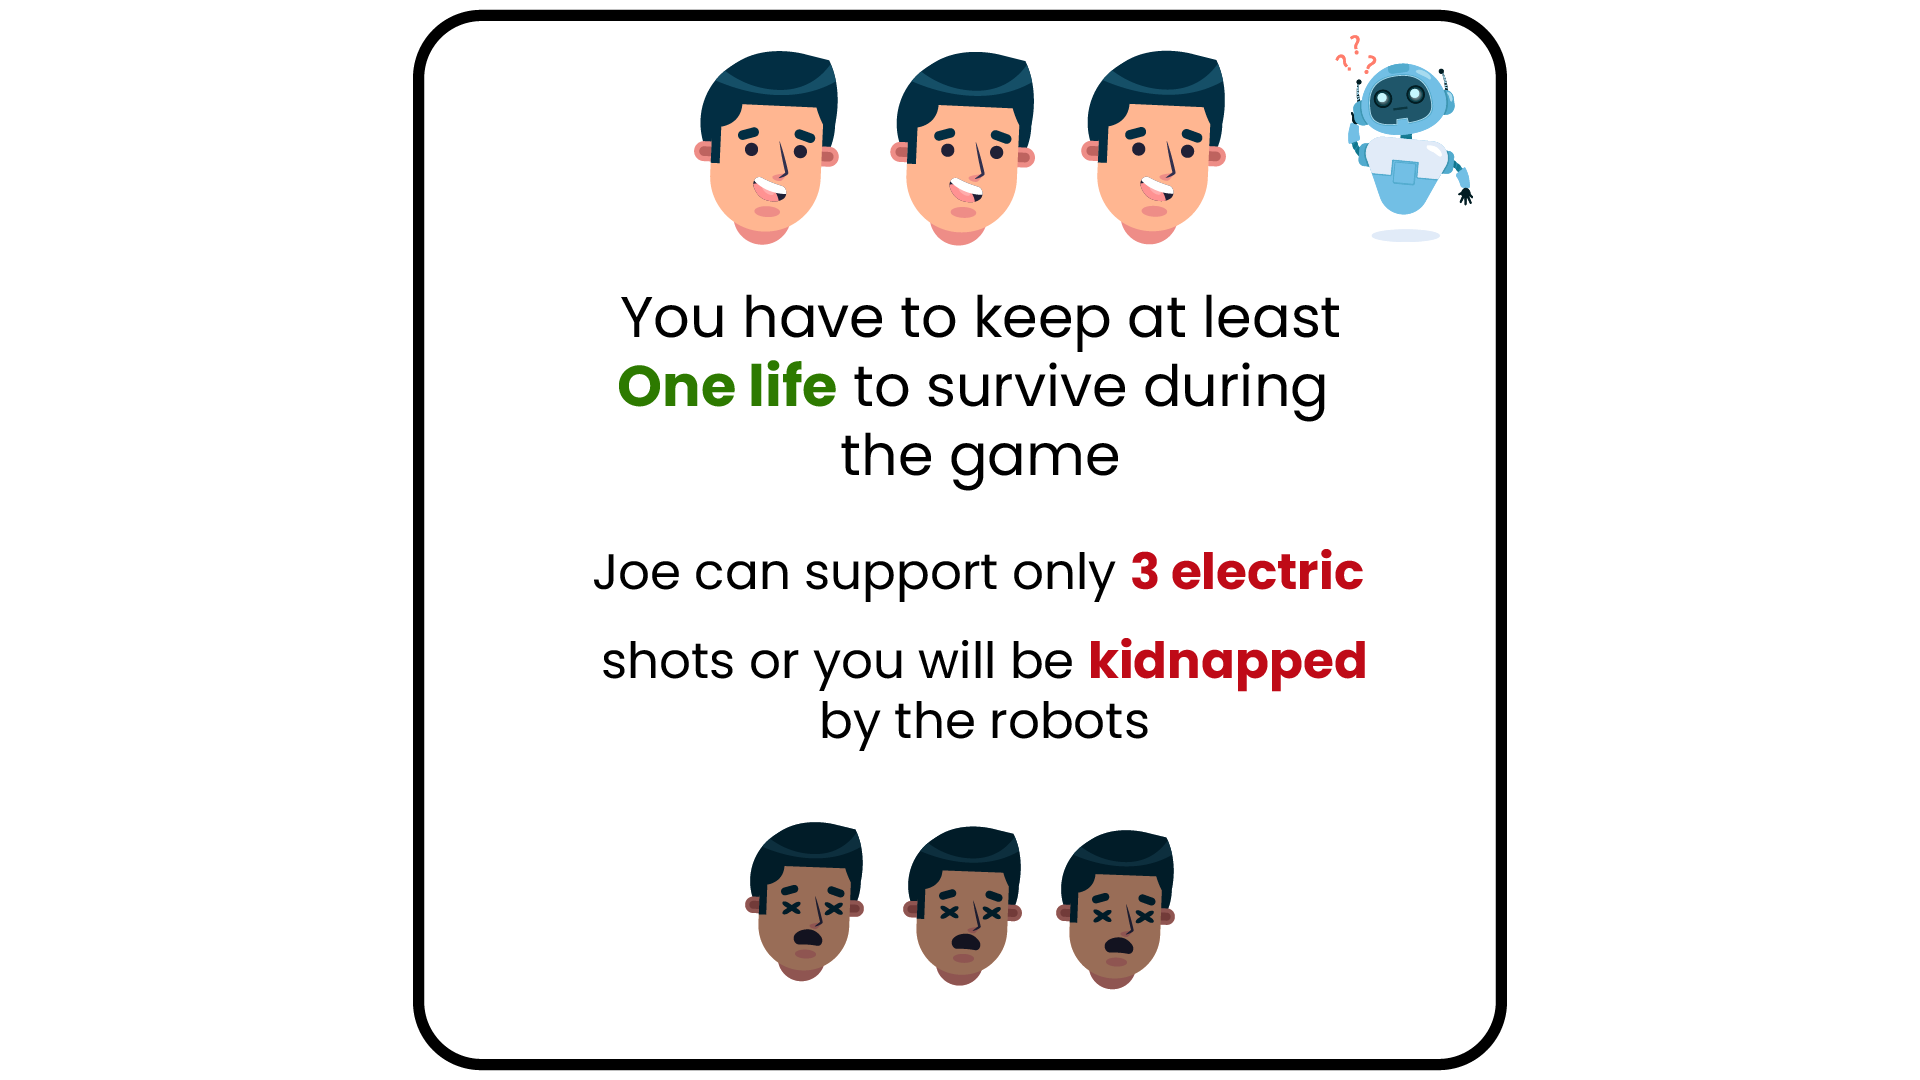 ? ? ?
You have to keep at least
One life to survive during
the game
Joe can support only 3 electric
shots or you will be kidnapped
by the robots